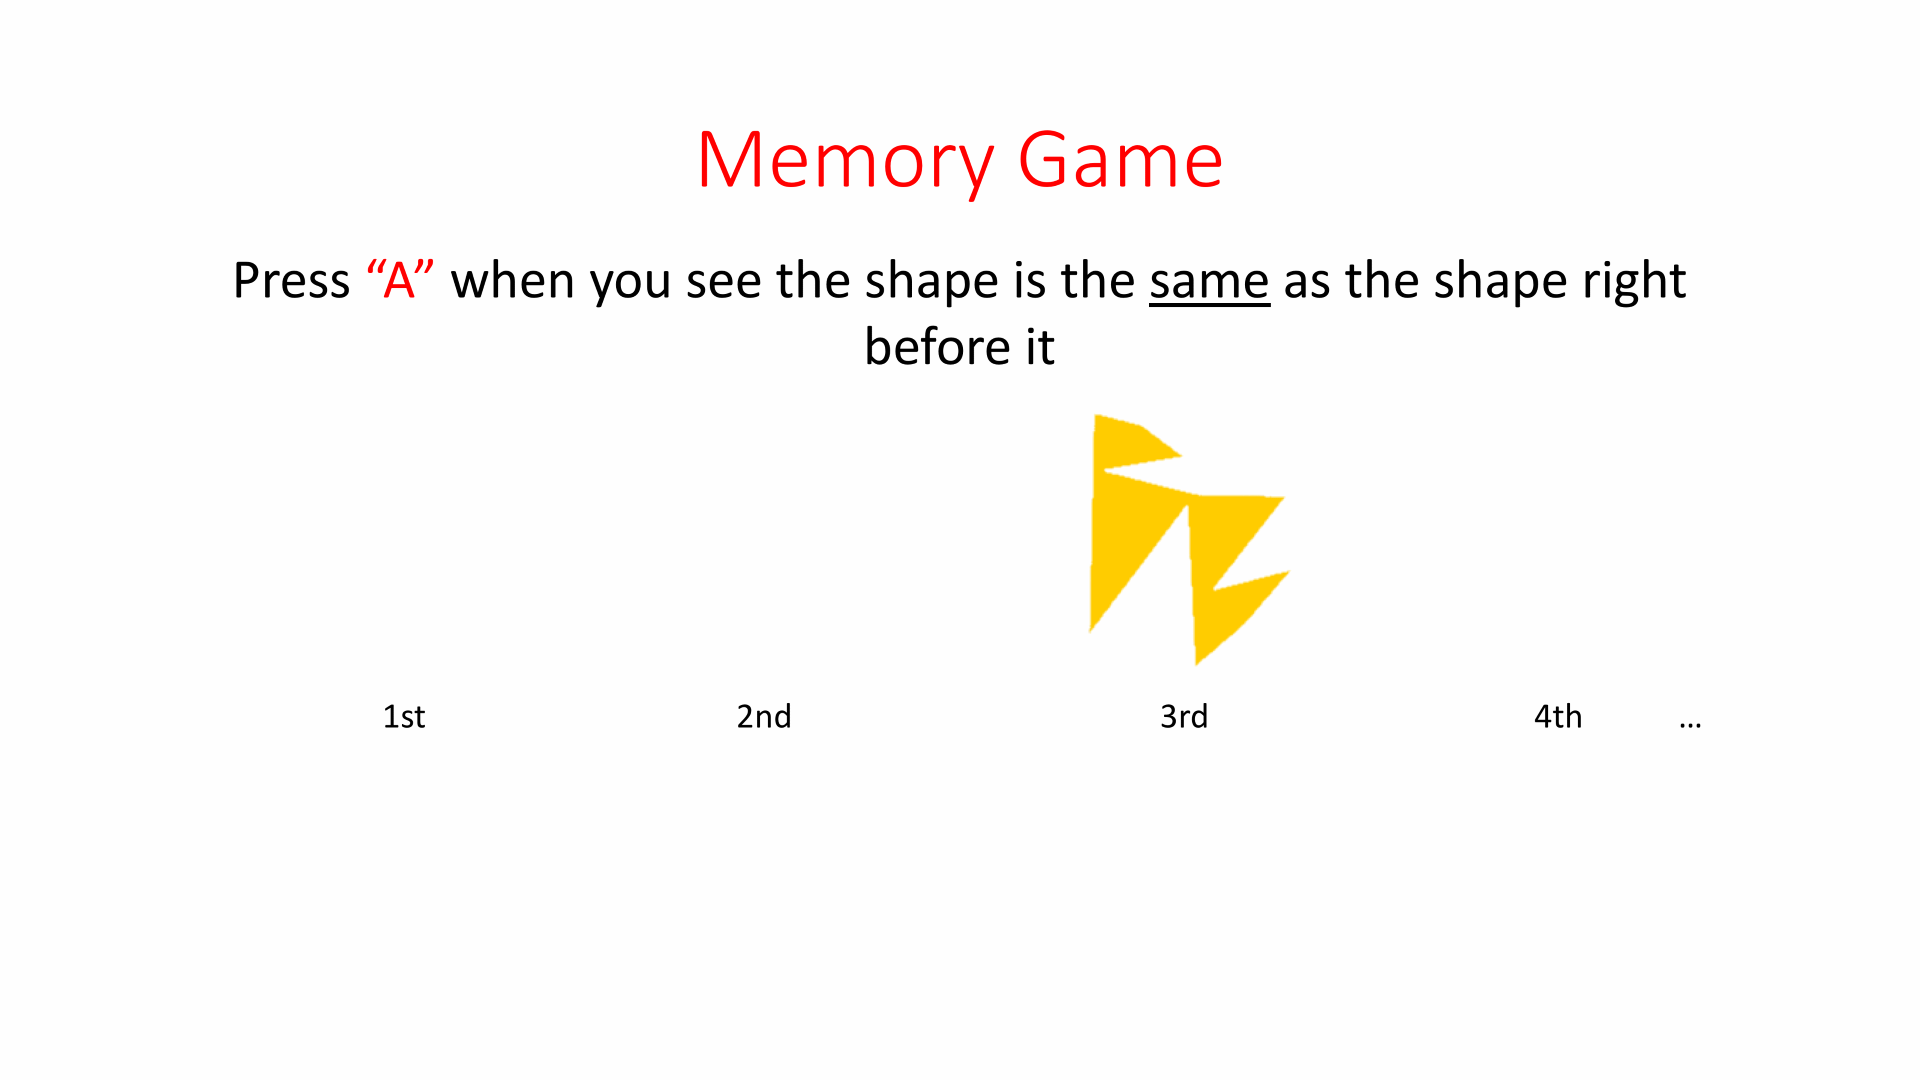 Memory Game
Press “A” when you see the shape is the same as the shape right
before it
1st 2nd 3rd 4th ...